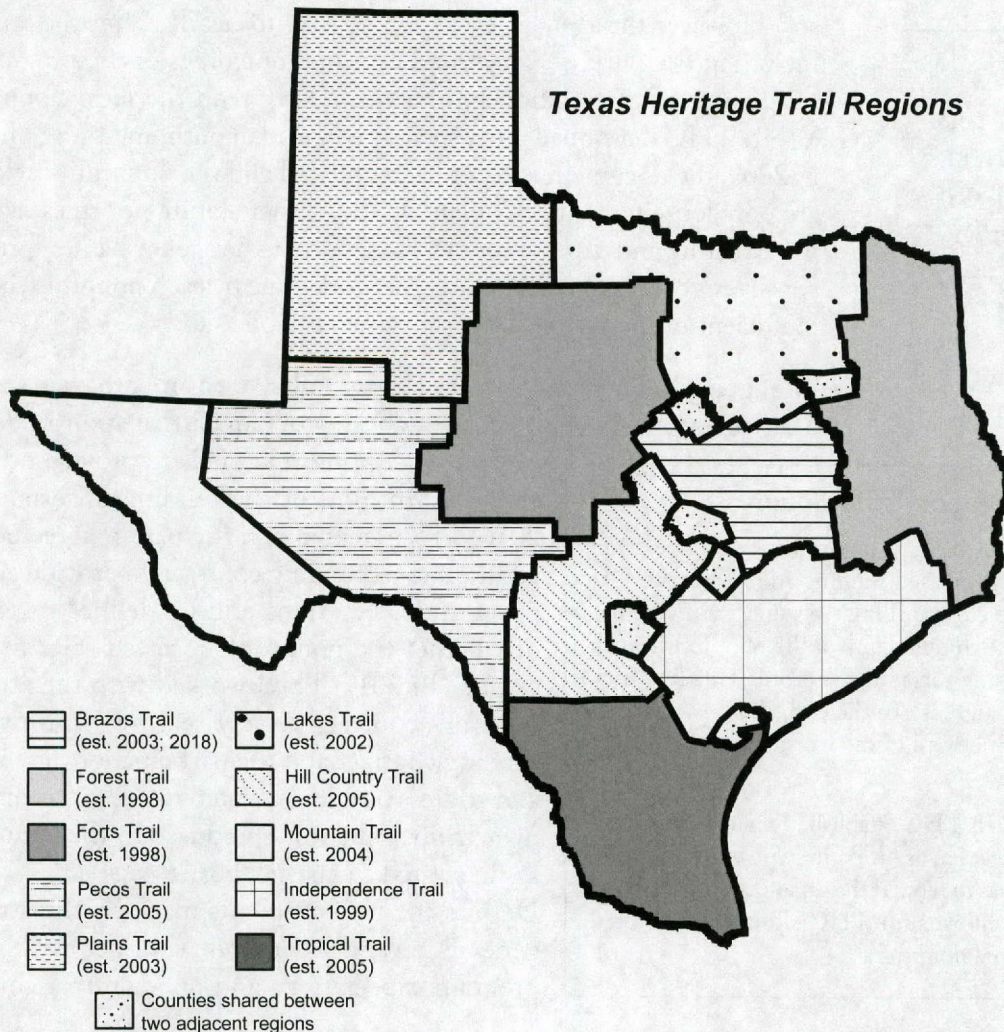 Texas Heritage Trail Regions
Brazos Trail
(est. 2003; 2018)
Forest Trail
(est. 1998)
Forts Trail
(est. 1998)
Pecos Trail
(est. 2005)
Plains Trail
(est. 2003)
Lakes Trail
(est. 2002)
Hill Country Trail
(est. 2005)
Mountain Trail
(est. 2004)
Independence Trail
(est. 1999)
Tropical Trail
(est. 2005)
Counties shared between
two adjacent regions